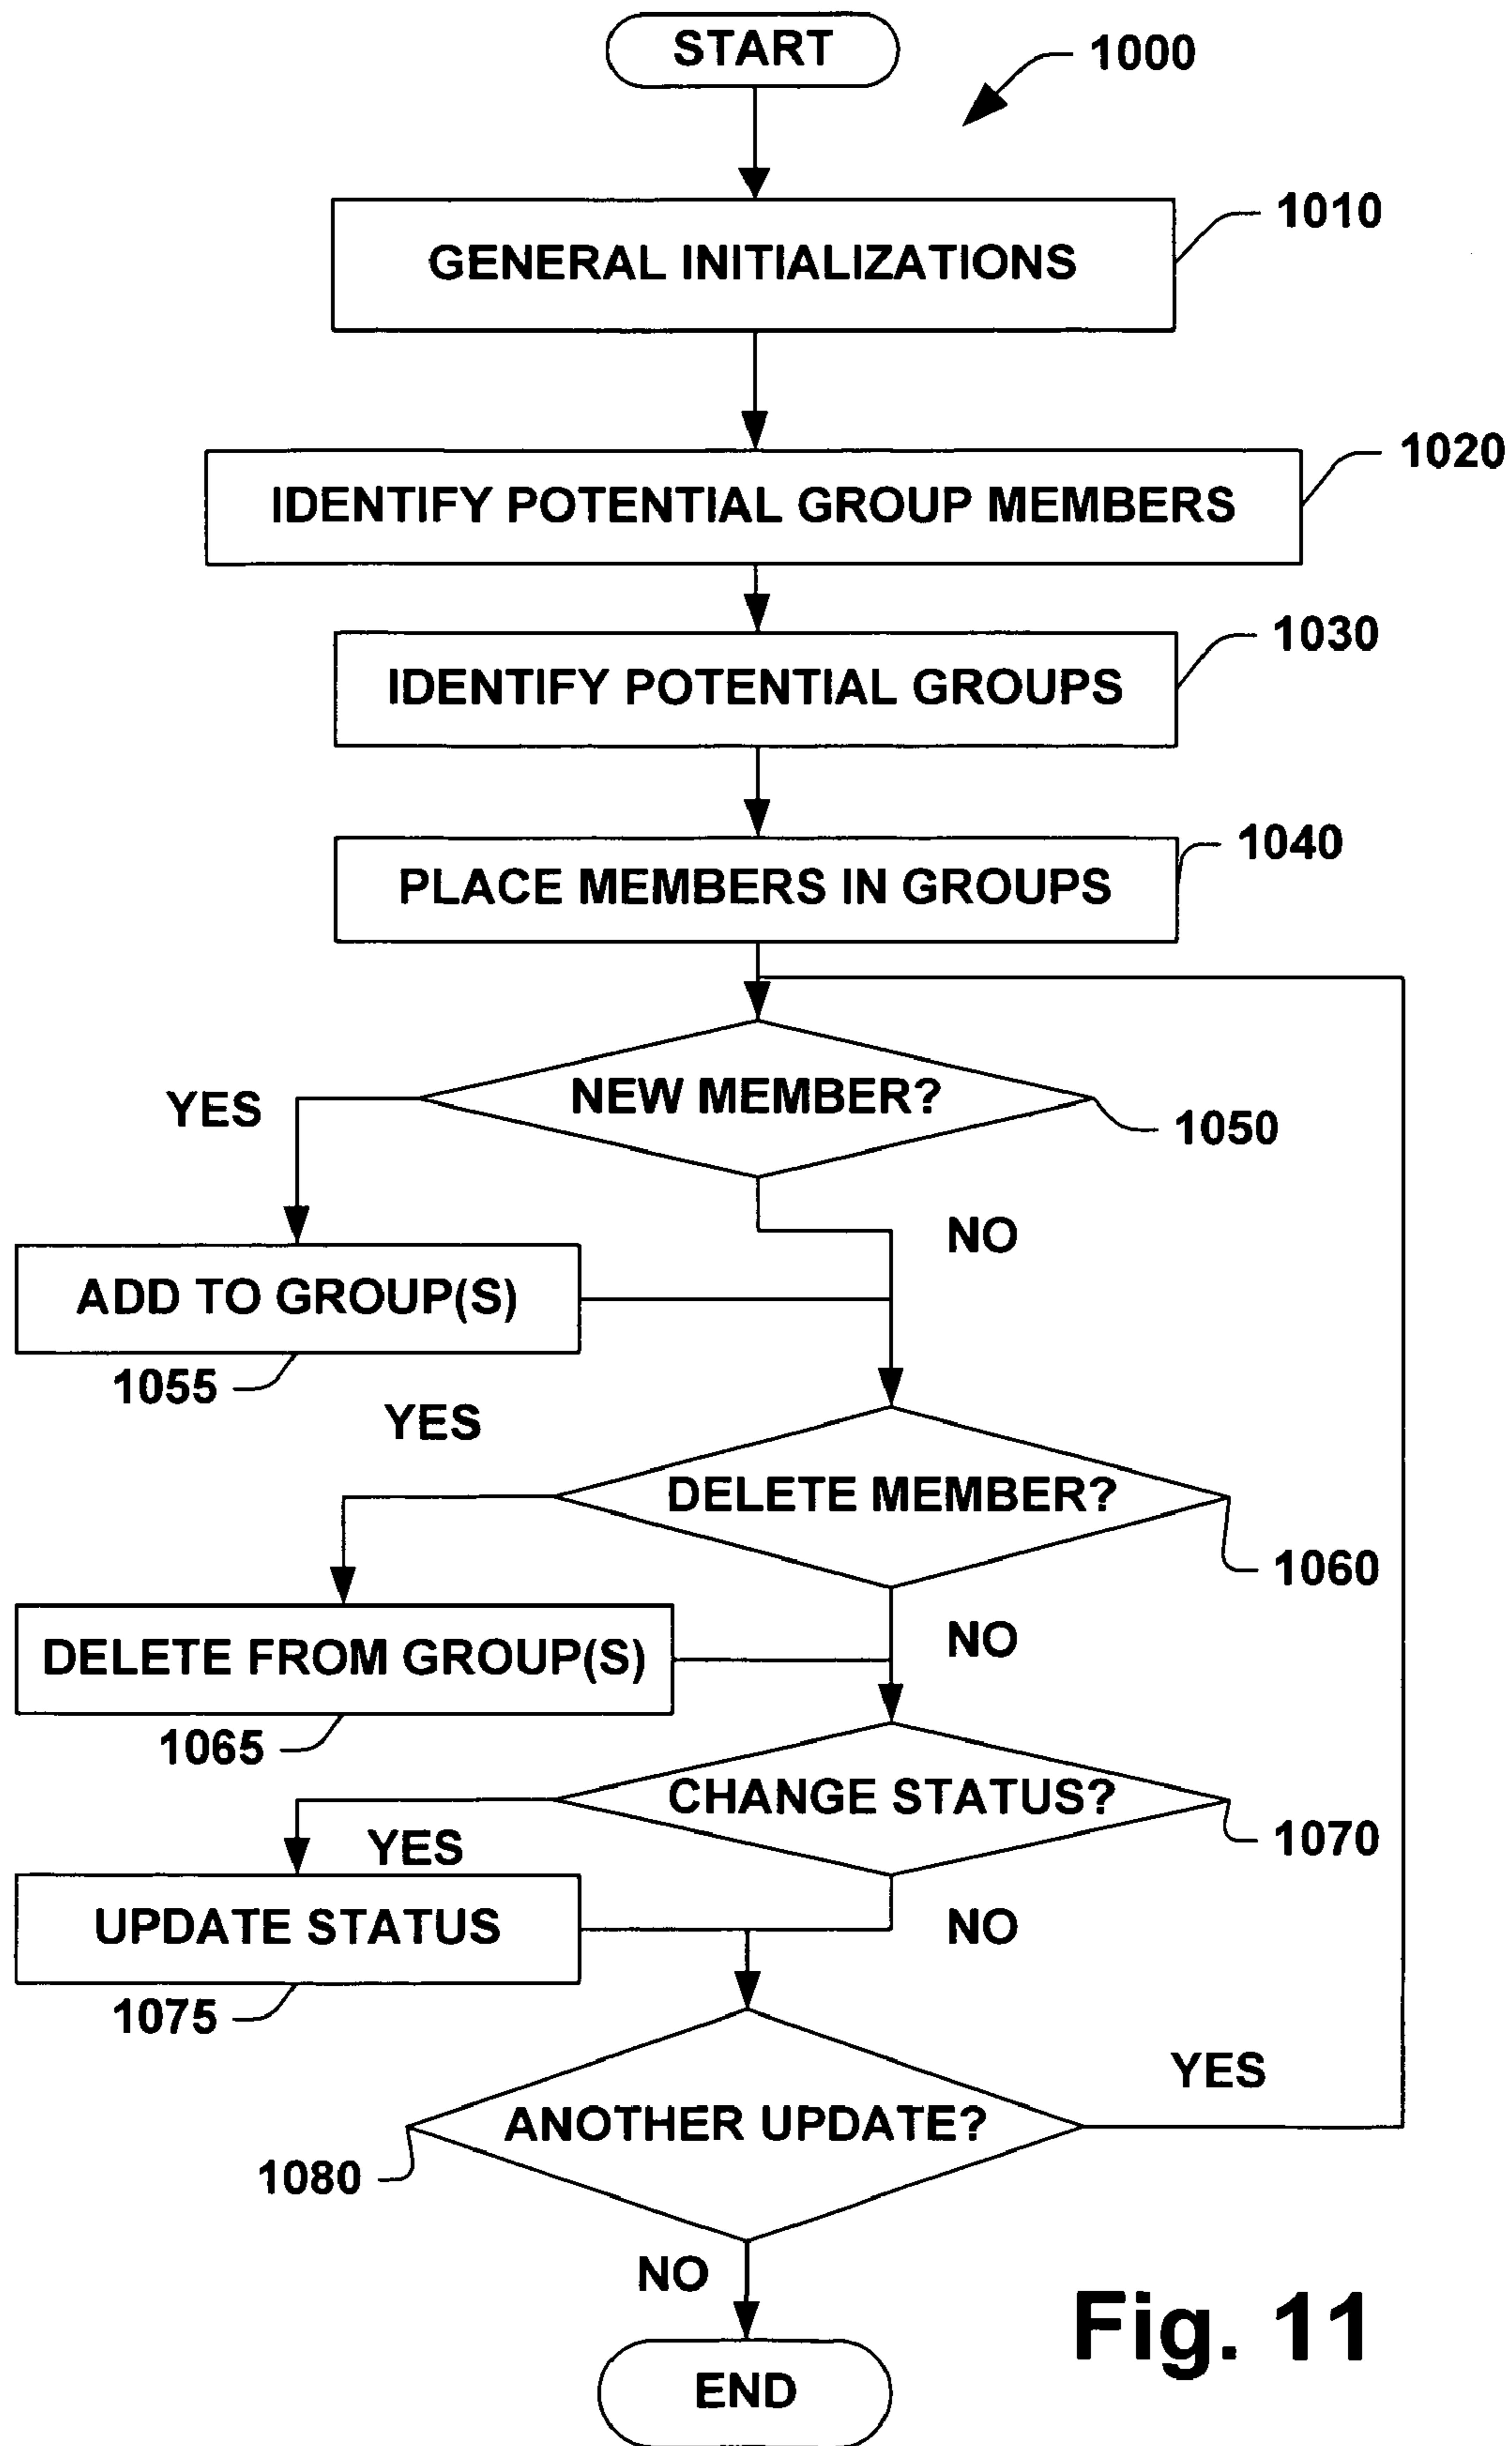 START
1000
GENERAL INITIALIZATIONS
1010
IDENTIFY POTENTIAL GROUP MEMBERS
1020
IDENTIFY POTENTIAL GROUPS
1030
PLACE MEMBERS IN GROUPS
1040
NEW MEMBER?
YES
1050
NO
ADD TO GROUP(S)
1055
YES
DELETE MEMBER?
1060
NO
DELETE FROM GROUP(S)
1065
CHANGE STATUS?
1070
YES
UPDATE STATUS
NO
1075
YES
ANOTHER UPDATE?
1080
NO
END
Fig. 11